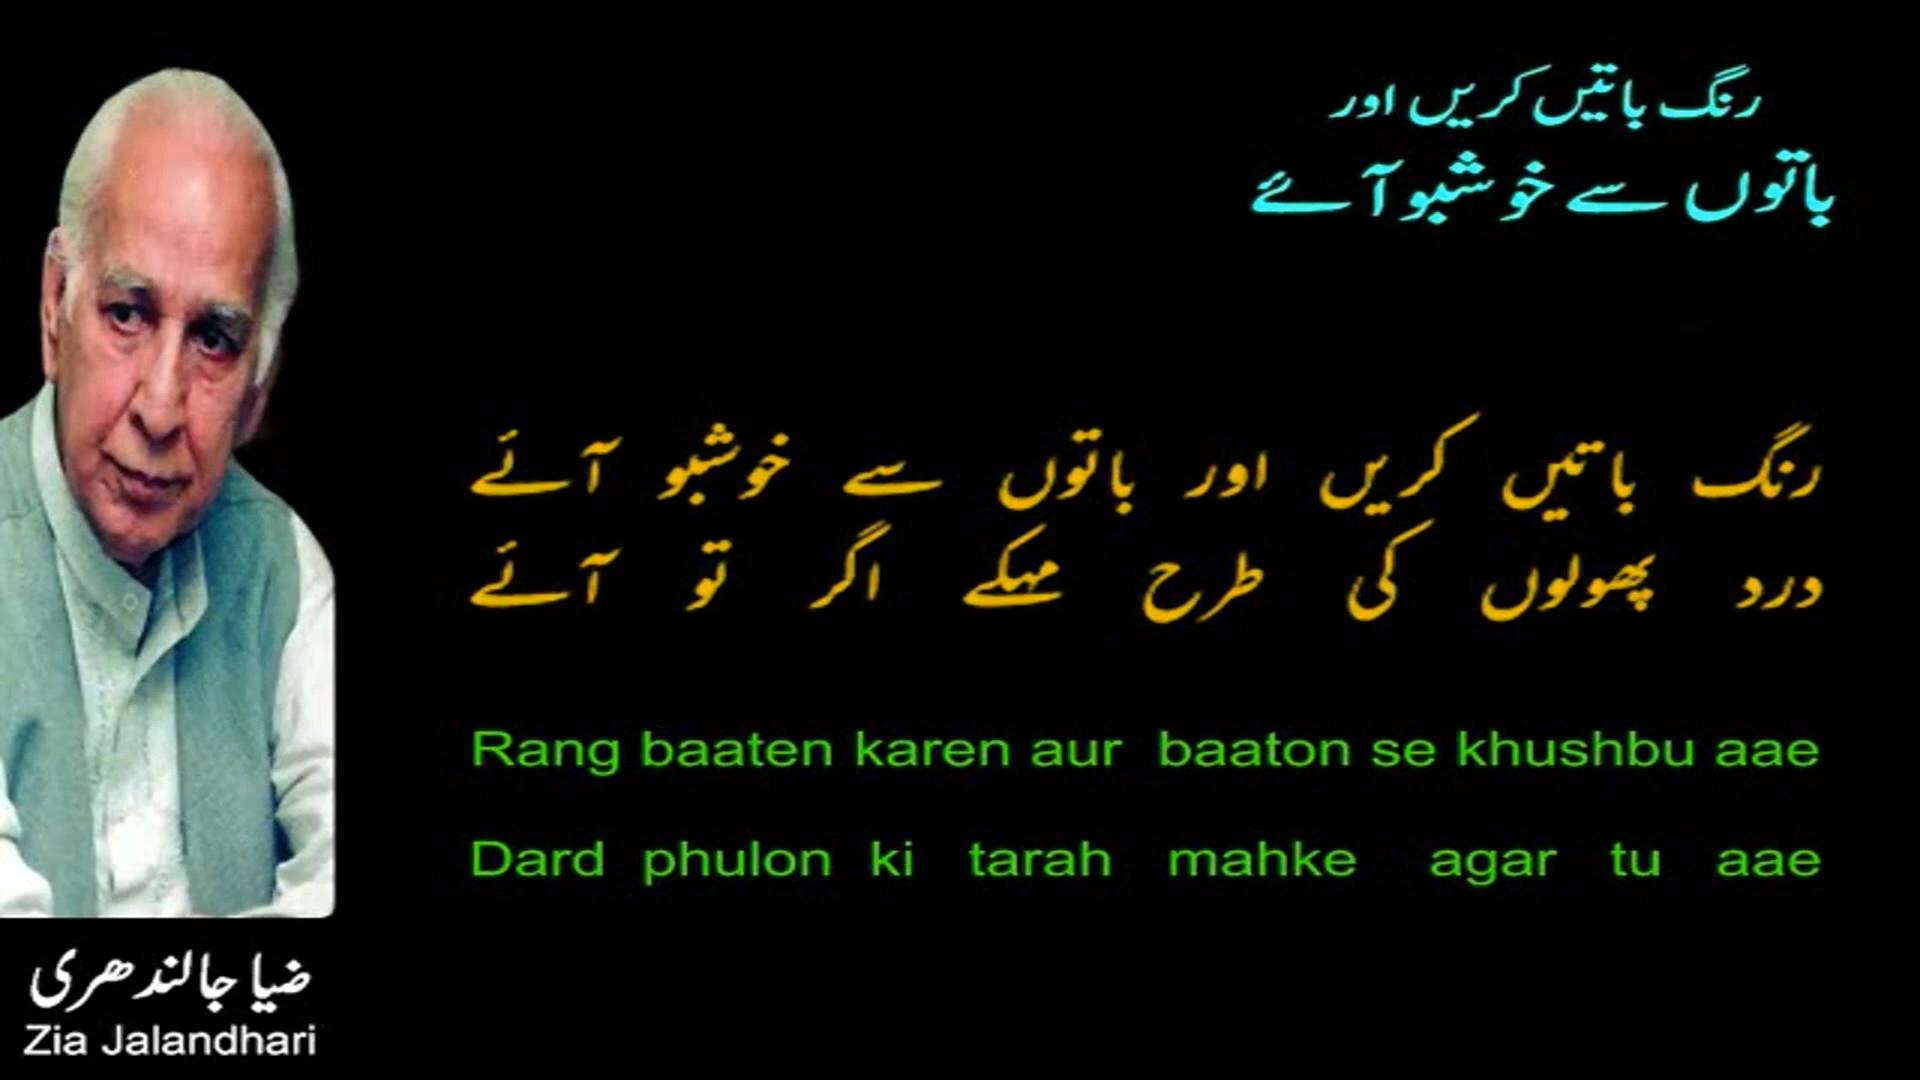 رنگ باتیں کریں اور
باتوں سے خوشبو آئے
رنگ باتیں کریں اور باتوں سے خوشبو آئے
درد پھولوں کی طرح مہکے اگر تو آئے
Rang baaten karen aur baaton se khushbu aae
Dard phulon ki tarah mahke agar tu aae
ضیا جالندھری
Zia Jalandhari